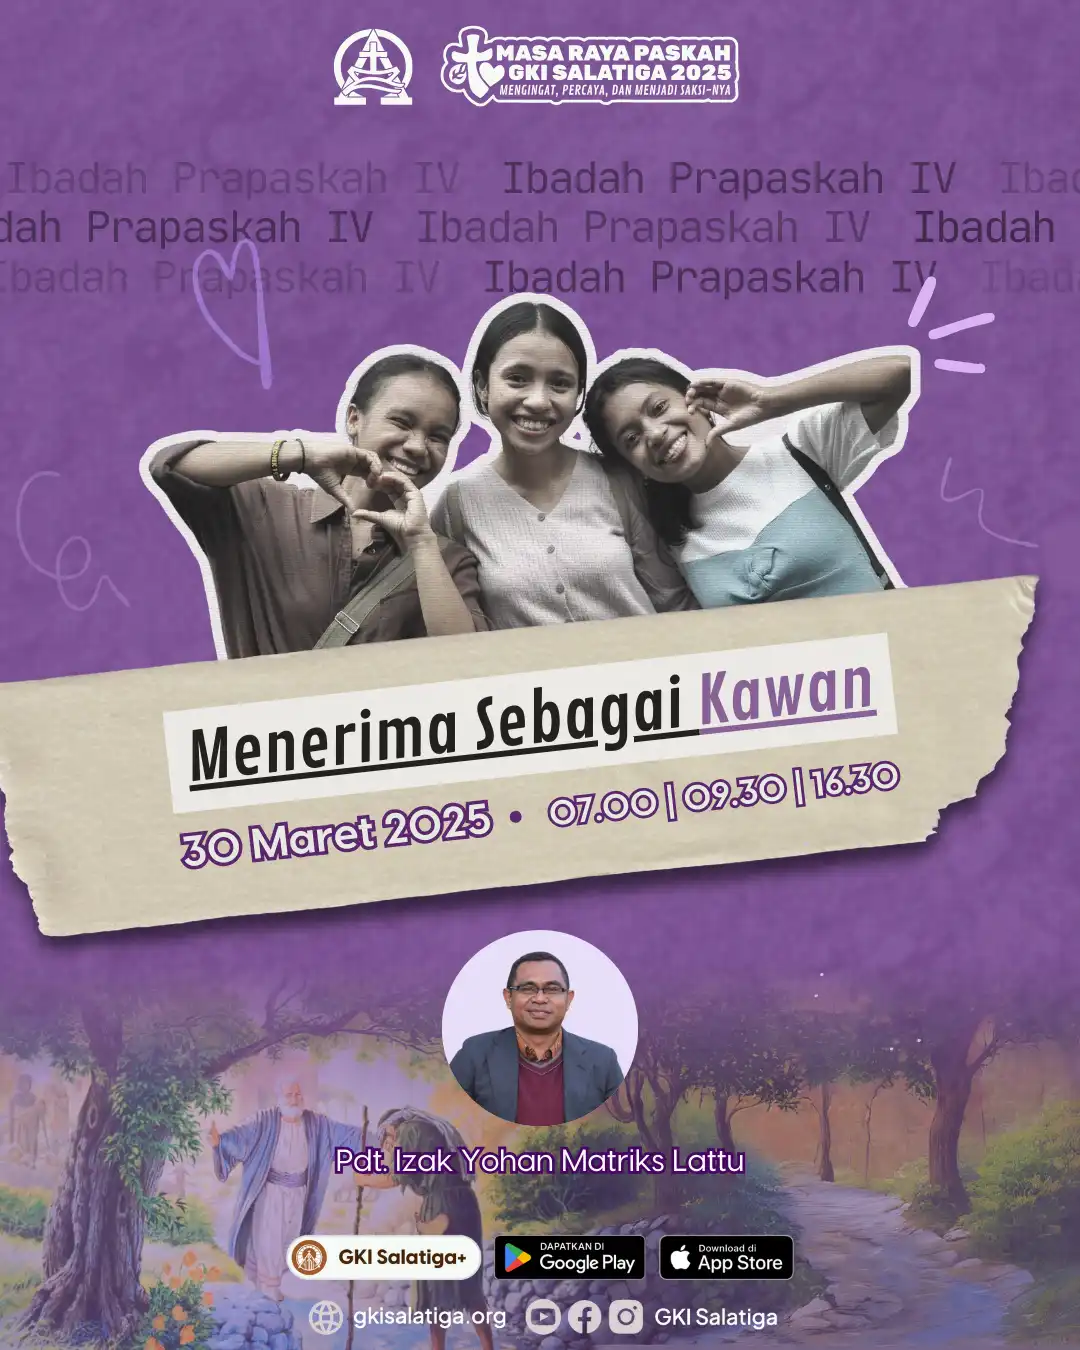 MASA RAYA PASKAH
GKI SALATIGA 2025
MENGINGAT, PERCAYA, DAN MENJADI SAKSI-NYA
Ibadah Prapaskah IV Ibadah Prapaskah IV Ibad
dah Prapaskah IV Ibadah Prapaskah IV Ibadah
Ibadah Prapaskah IV Ibadah Prapaskah IV Ibad
Menerima Sebagai Kawan
30 Maret 2025 • 07.00 | 09.30 | 16.30
Pdt. Izak Yohan Matriks Lattu
GKI Salatiga+ DAPATKAN DI Google Play Download di App Store
gkisalatiga.org GKI Salatiga